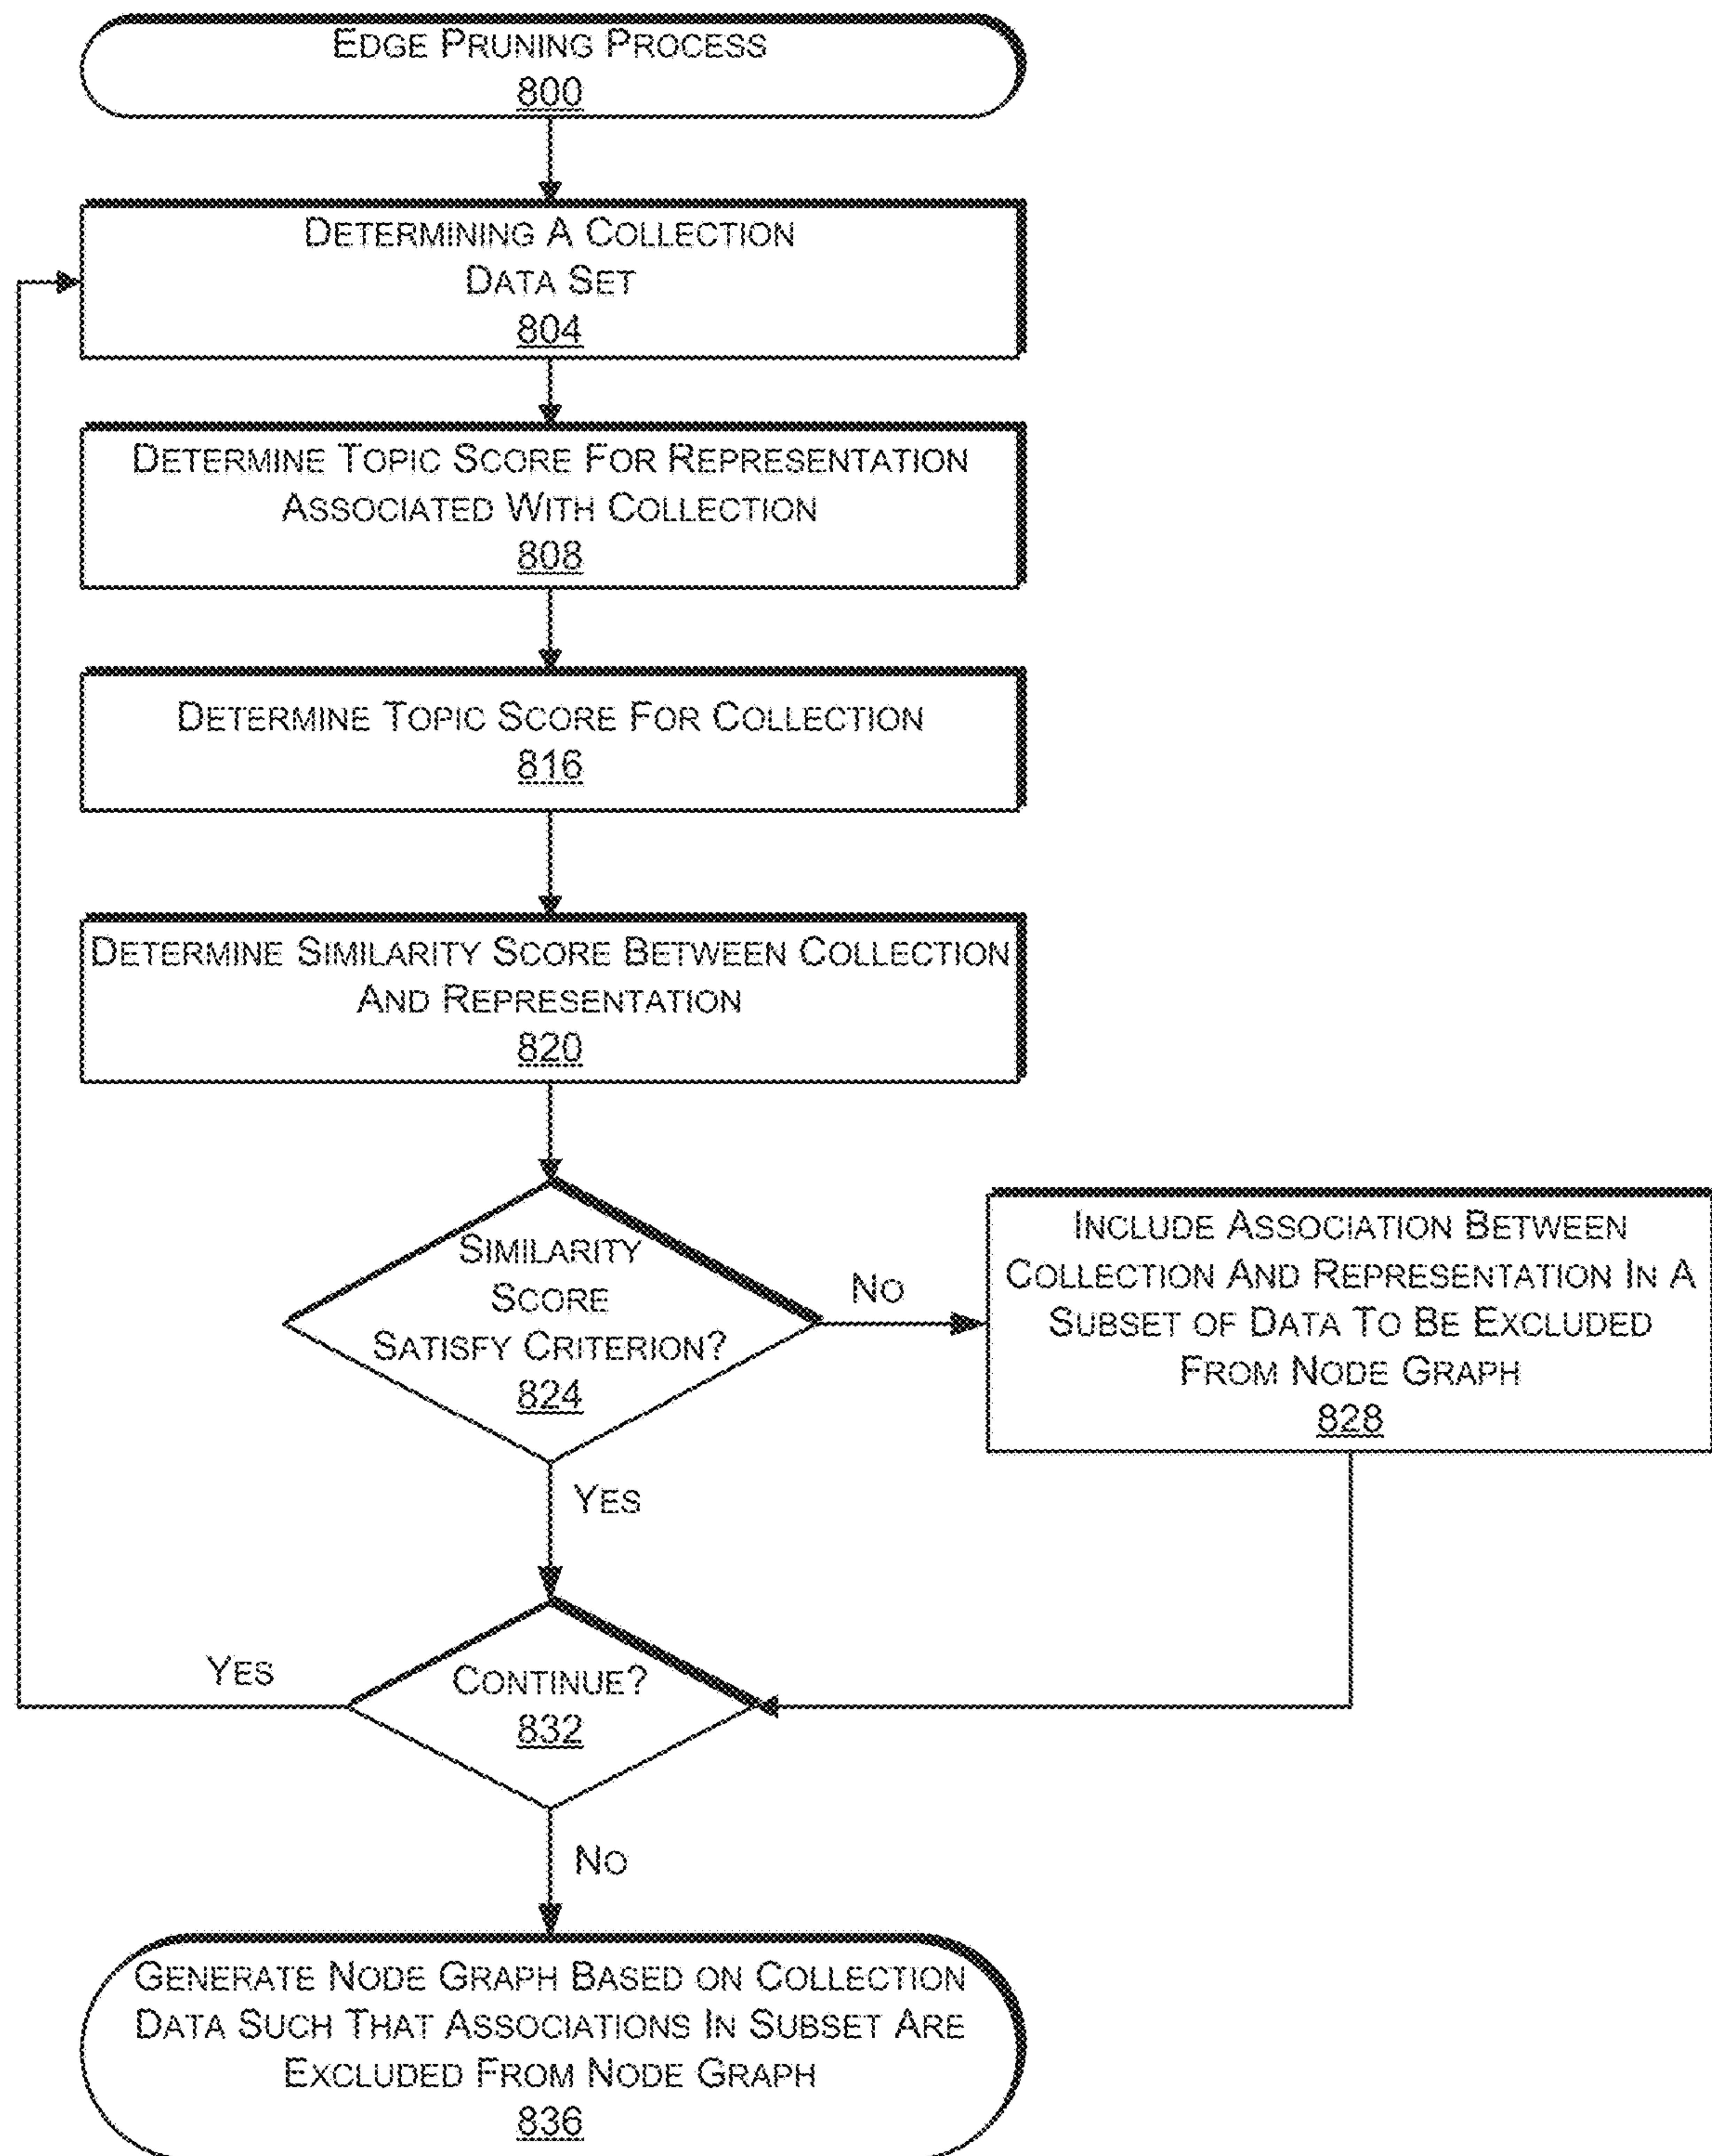 EDGE PRUNING PROCESS
800
DETERMINING A COLLECTION
DATA SET
804
DETERMINE TOPIC SCORE FOR REPRESENTATION
ASSOCIATED WITH COLLECTION
808
DETERMINE TOPIC SCORE FOR COLLECTION
816
DETERMINE SIMILARITY SCORE BETWEEN COLLECTION
AND REPRESENTATION
820
SIMILARITY
SCORE
SATISFY CRITERION?
824
NO
INCLUDE ASSOCIATION BETWEEN
COLLECTION AND REPRESENTATION IN A
SUBSET OF DATA TO BE EXCLUDED
FROM NODE GRAPH
828
YES
YES
CONTINUE?
832
NO
GENERATE NODE GRAPH BASED ON COLLECTION
DATA SUCH THAT ASSOCIATIONS IN SUBSET ARE
EXCLUDED FROM NODE GRAPH
836